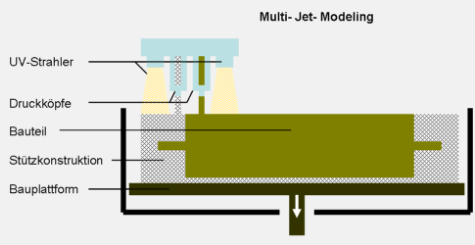 Multi- Jet- Modeling
UV-Strahler
Druckköpfe
Bauteil
Stützkonstruktion
Bauplattform